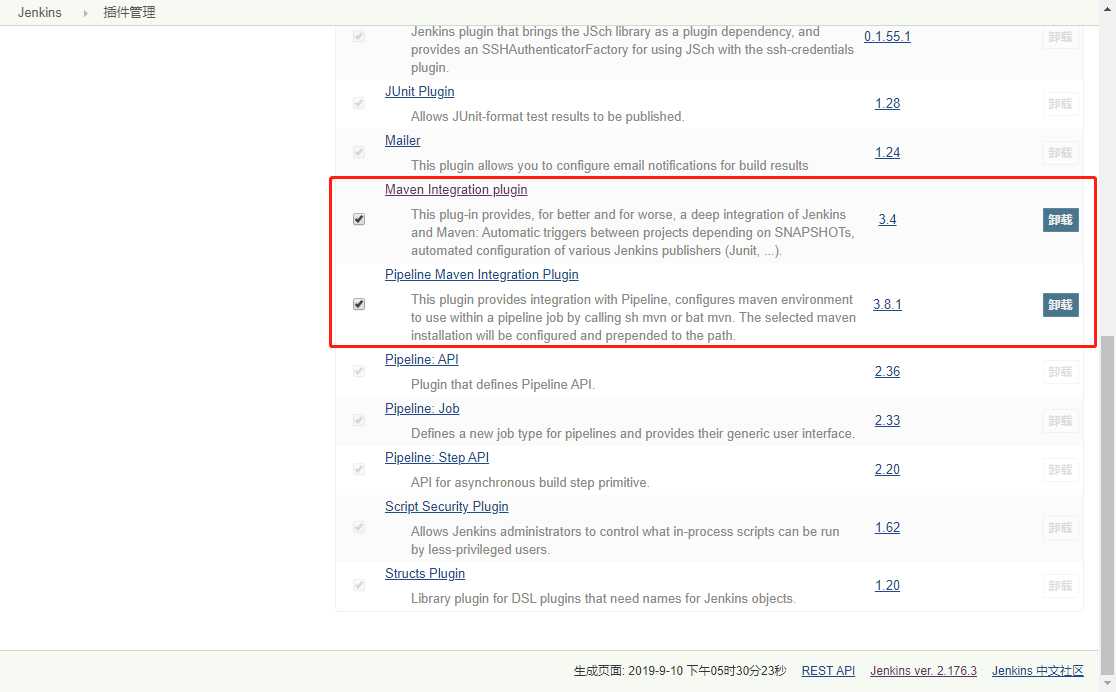 Jenkins 插件管理
Jenkins plugin that brings the JSch library as a plugin dependency, and
provides an SSHAuthenticatorFactory for using JSch with the ssh-credentials
plugin.
0.1.55.1
卸载
JUnit Plugin
Allows JUnit-format test results to be published.
1.28
卸载
Mailer
This plugin allows you to configure email notifications for build results
1.24
卸载
Maven Integration plugin
This plug-in provides, for better and for worse, a deep integration of Jenkins
and Maven: Automatic triggers between projects depending on SNAPSHOTs,
automated configuration of various Jenkins publishers (Junit, ...).
3.4
卸载
Pipeline Maven Integration Plugin
This plugin provides integration with Pipeline, configures maven environment
to use within a pipeline job by calling sh mvn or bat mvn. The selected maven
installation will be configured and prepended to the path.
3.8.1
卸载
Pipeline: API
Plugin that defines Pipeline API.
2.36
卸载
Pipeline: Job
Defines a new job type for pipelines and provides their generic user interface.
2.33
卸载
Pipeline: Step API
API for asynchronous build step primitive.
2.20
卸载
Script Security Plugin
Allows Jenkins administrators to control what in-process scripts can be run
by less-privileged users.
1.62
卸载
Structs Plugin
Library plugin for DSL plugins that need names for Jenkins objects.
1.20
卸载
生成页面: 2019-9-10 下午05时30分23秒 REST API Jenkins ver. 2.176.3 Jenkins 中文社区